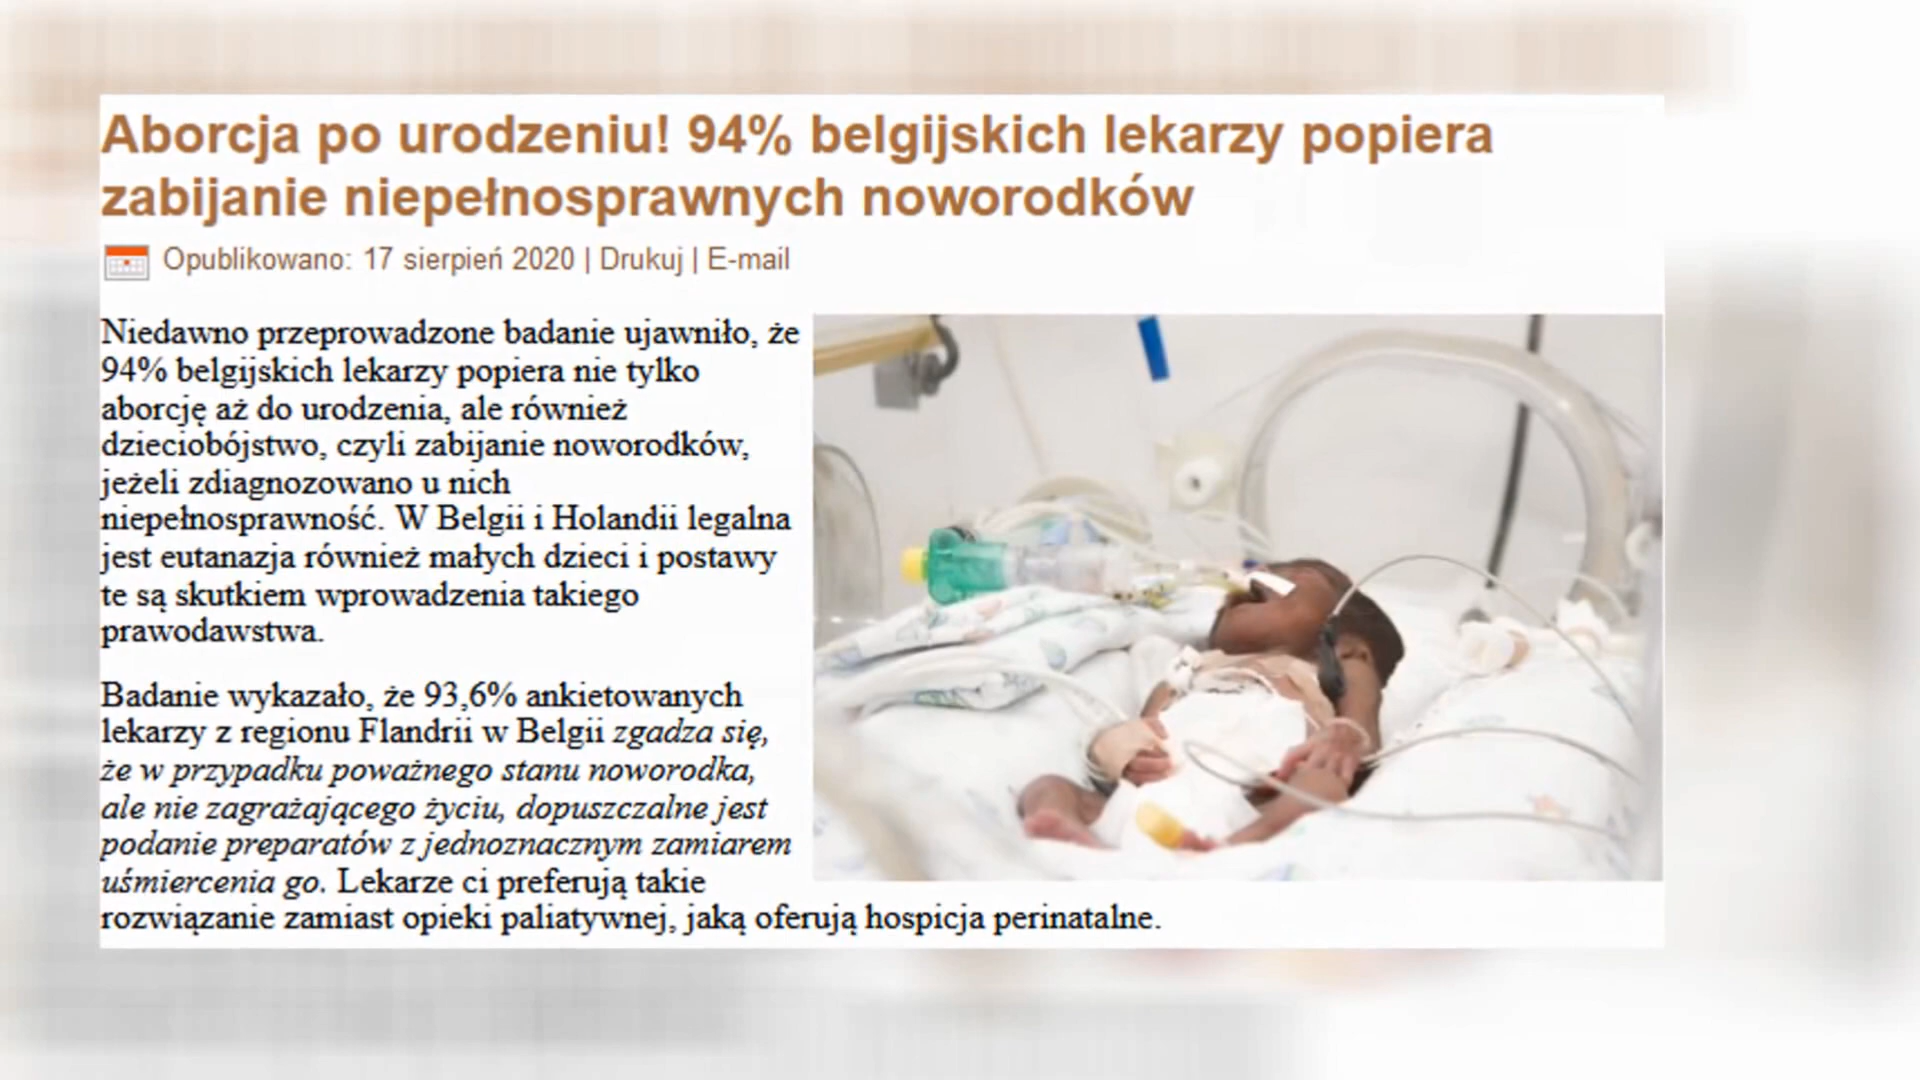 Aborcja po urodzeniu! 94% belgijskich lekarzy popiera
zabijanie niepełnosprawnych noworodków
Opublikowano: 17 sierpień 2020 | Drukuj | E-mail
Niedawno przeprowadzone badanie ujawniło, że
94% belgijskich lekarzy popiera nie tylko
aborcję aż do urodzenia, ale również
dzieciobójstwo, czyli zabijanie noworodków,
jeżeli zdiagnozowano u nich
niepełnosprawność. W Belgii i Holandii legalna
jest eutanazja również małych dzieci i postawy
te są skutkiem wprowadzenia takiego
prawodawstwa.
Badanie wykazało, że 93,6% ankietowanych
lekarzy z regionu Flandrii w Belgii zgadza się,
że w przypadku poważnego stanu noworodka,
ale nie zagrażającego życiu, dopuszczalne jest
podanie preparatów z jednoznacznym zamiarem
uśmiercenia go. Lekarze ci preferują takie
rozwiązanie zamiast opieki paliatywnej, jaką oferują hospicja perinatalne.